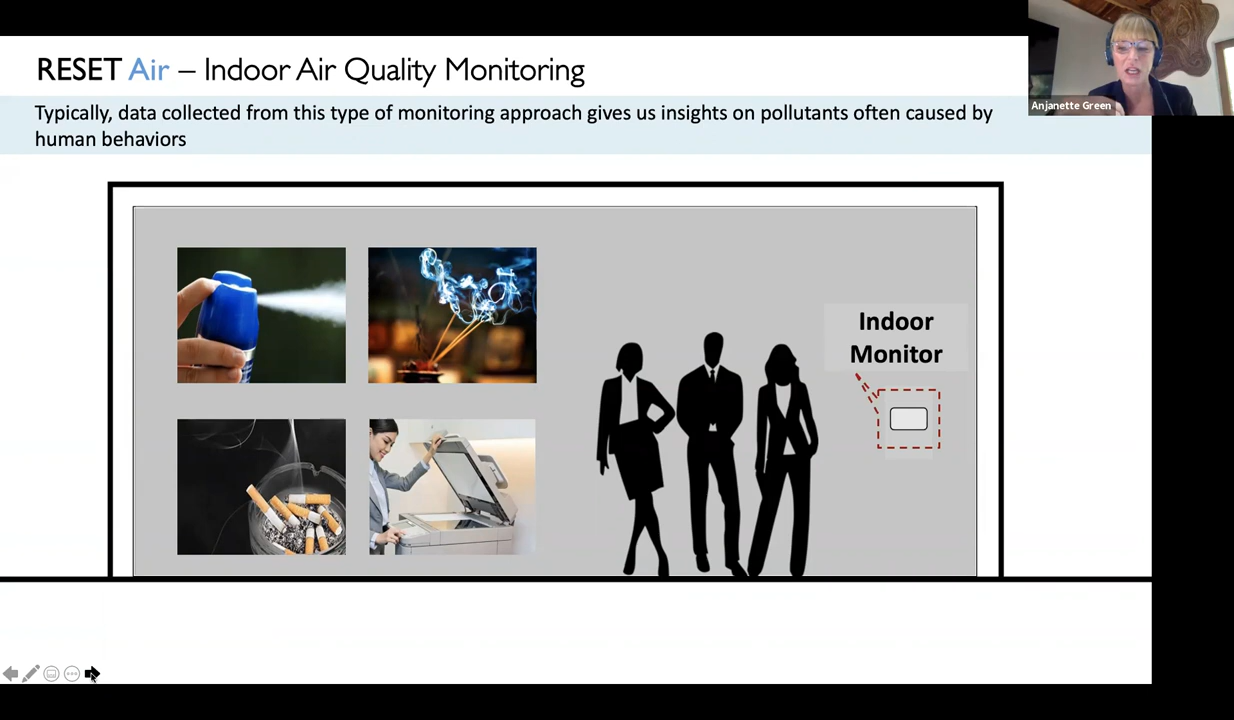 RESET Air – Indoor Air Quality Monitoring
Anjanette Green
Typically, data collected from this type of monitoring approach gives us insights on pollutants often caused by
human behaviors
Indoor
Monitor